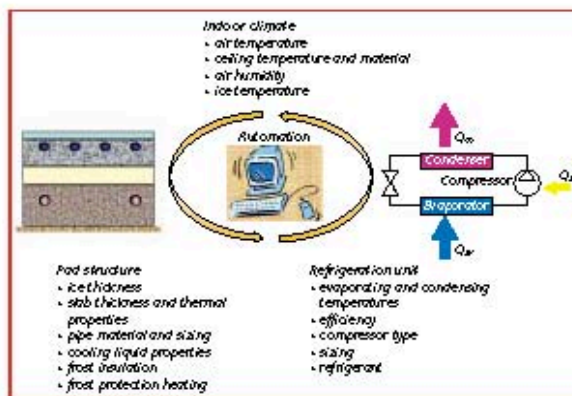 Indoor climate
• air temperature
• ceiling temperature and material
• air humidity
• ice temperature
Automation
Condenser
Compressor
Evaporator
Pad structure
• ice thickness
• slab thickness and thermal
properties
• pipe material and sizing
• cooling liquid properties
• frost insulation
• frost protection heating
Refrigeration unit
• evaporating and condensing
temperatures
• efficiency
• compressor type
• sizing
• refrigerant